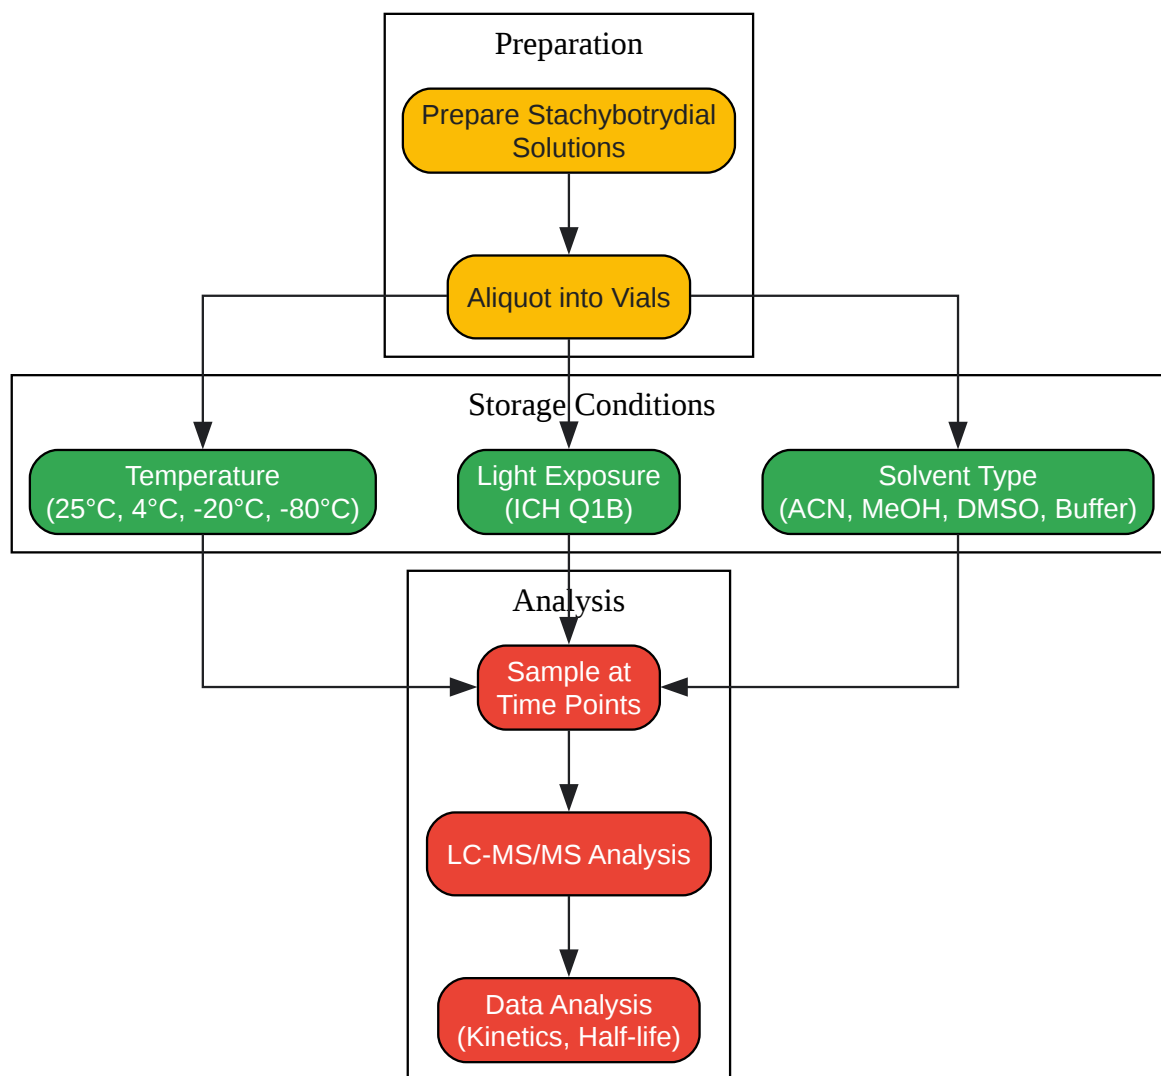 Preparation
Prepare Stachybotrydial
Solutions
Aliquot into Vials
Storage Conditions
Temperature
(25°C, 4°C, -20°C, -80°C)
Light Exposure
(ICH Q1B)
Solvent Type
(ACN, MeOH, DMSO, Buffer)
Analysis
Sample at
Time Points
LC-MS/MS Analysis
Data Analysis
(Kinetics, Half-life)